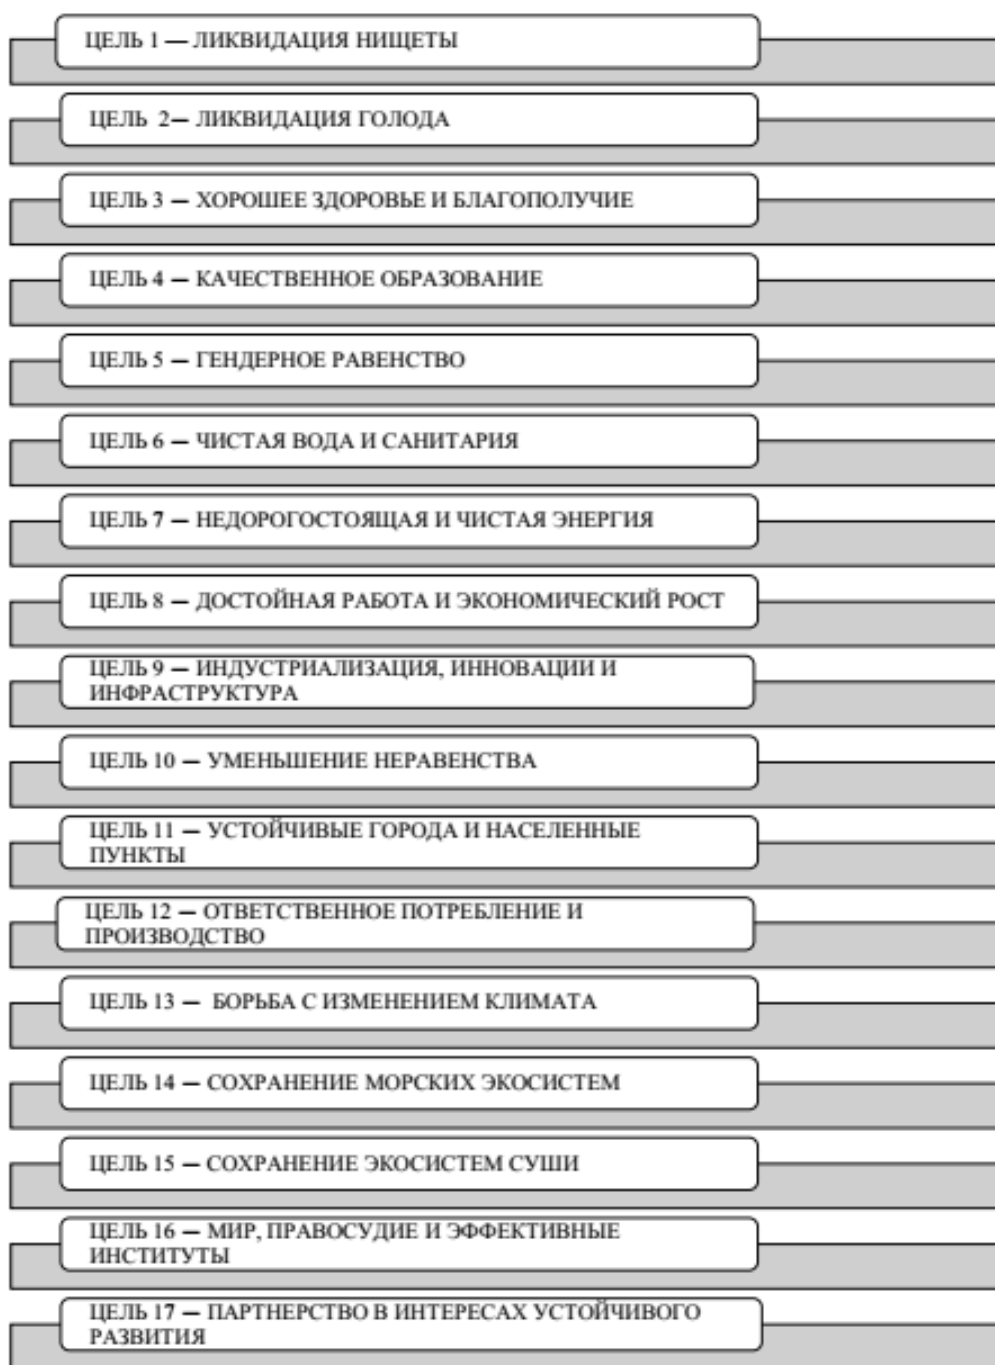 ЦЕЛЬ 1 — ЛИКВИДАЦИЯ НИЩЕТЫ
ЦЕЛЬ 2— ЛИКВИДАЦИЯ ГОЛОДА
ЦЕЛЬ 3 — ХОРОШЕЕ ЗДОРОВЬЕ И БЛАГОПОЛУЧИЕ
ЦЕЛЬ 4 — КАЧЕСТВЕННОЕ ОБРАЗОВАНИЕ
ЦЕЛЬ 5 — ГЕНДЕРНОЕ РАВЕНСТВО
ЦЕЛЬ 6 — ЧИСТАЯ ВОДА И САНИТАРИЯ
ЦЕЛЬ 7 — НЕДОРОГОСТОЯЩАЯ И ЧИСТАЯ ЭНЕРГИЯ
ЦЕЛЬ 8 — ДОСТОЙНАЯ РАБОТА И ЭКОНОМИЧЕСКИЙ РОСТ
ЦЕЛЬ 9 — ИНДУСТРИАЛИЗАЦИЯ, ИННОВАЦИИ И
ИНФРАСТРУКТУРА
ЦЕЛЬ 10 — УМЕНЬШЕНИЕ НЕРАВЕНСТВА
ЦЕЛЬ 11 — УСТОЙЧИВЫЕ ГОРОДА И НАСЕЛЕННЫЕ
ПУНКТЫ
ЦЕЛЬ 12 — ОТВЕТСТВЕННОЕ ПОТРЕБЛЕНИЕ И
ПРОИЗВОДСТВО
ЦЕЛЬ 13 — БОРЬБА С ИЗМЕНЕНИЕМ КЛИМАТА
ЦЕЛЬ 14 — СОХРАНЕНИЕ МОРСКИХ ЭКОСИСТЕМ
ЦЕЛЬ 15 — СОХРАНЕНИЕ ЭКОСИСТЕМ СУШИ
ЦЕЛЬ 16 — МИР, ПРАВОСУДИЕ И ЭФФЕКТИВНЫЕ
ИНСТИТУТЫ
ЦЕЛЬ 17 — ПАРТНЕРСТВО В ИНТЕРЕСАХ УСТОЙЧИВОГО
РАЗВИТИЯ